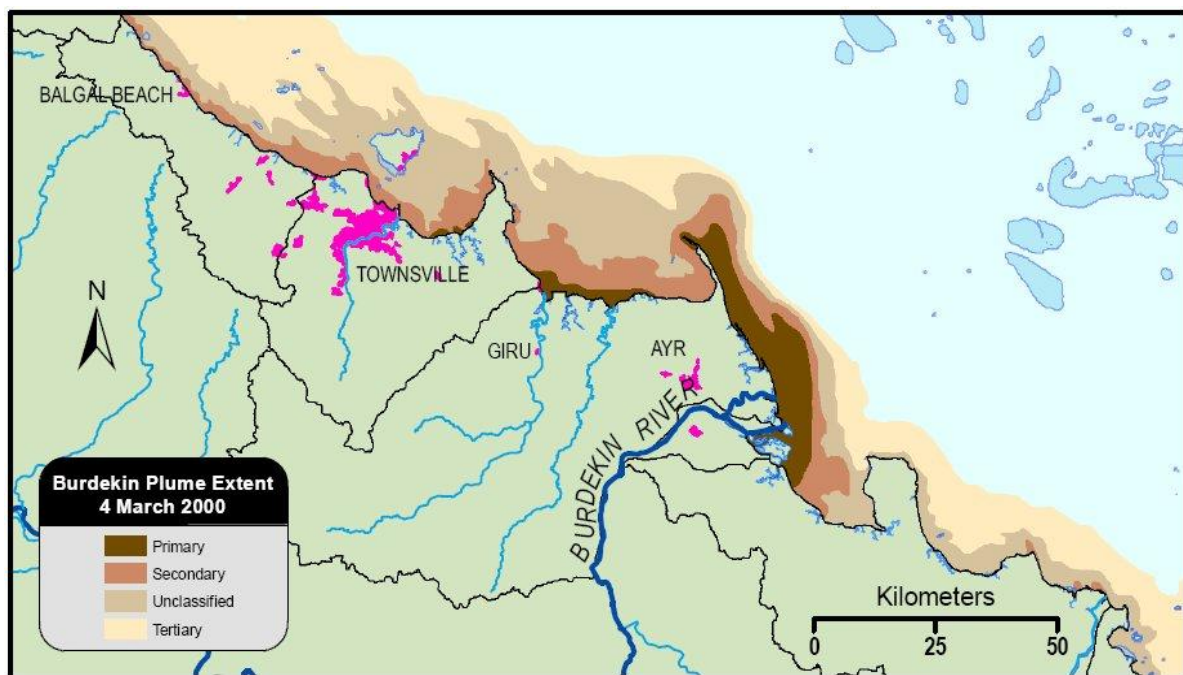 BALGAL BEACH
TOWNSVILLE
N
GIRU
AYR
BURDEKIN RIVER
Burdekin Plume Extent
4 March 2000
Primary
Secondary
Unclassified
Tertiary
Kilometers
0 25 50